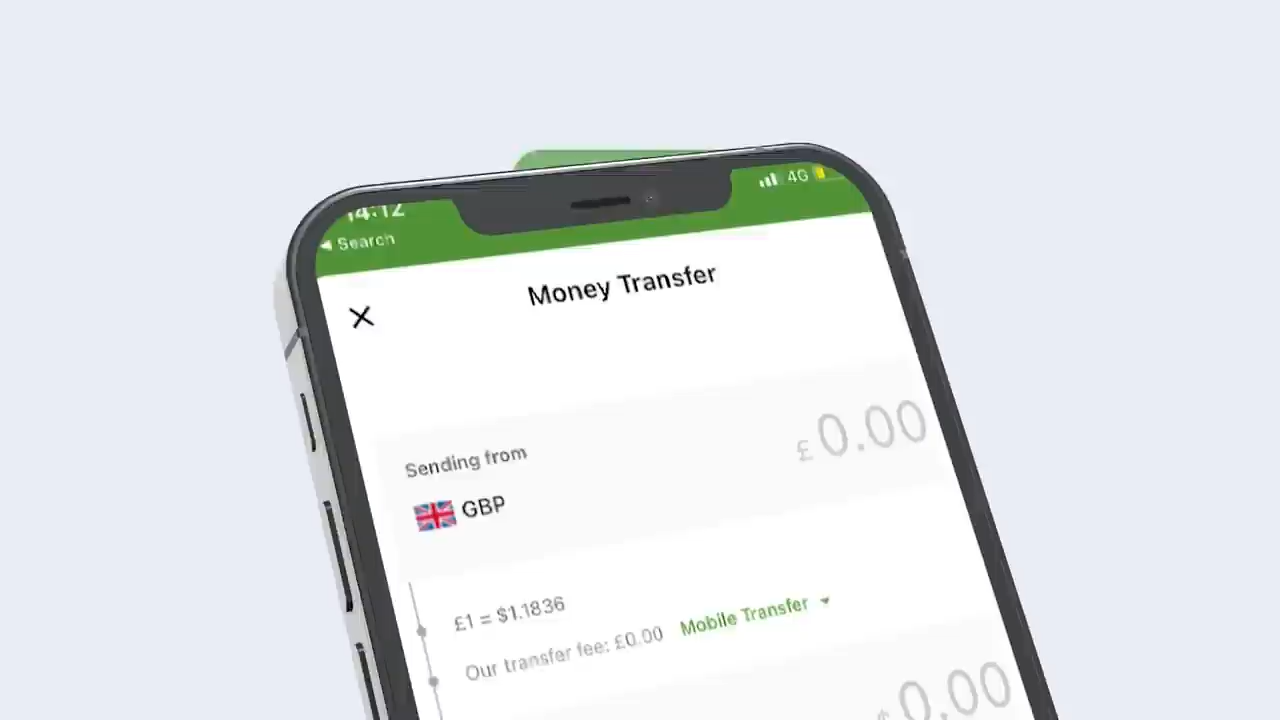 14:12
4G
◀ Search
Money Transfer
Sending from
£ 0.00
GBP
£1 = $1.1836
Our transfer fee: £0.00 Mobile Transfer
$ 0.00